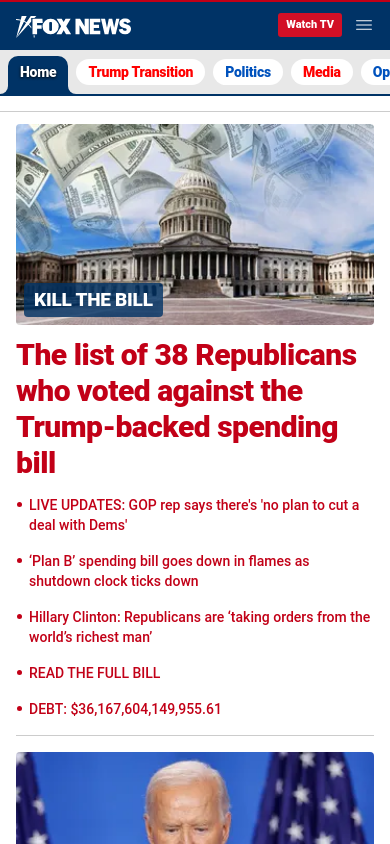 FOX NEWS
Watch TV
Home
Trump Transition
Politics
Media
Op
KILL THE BILL
The list of 38 Republicans
who voted against the
Trump-backed spending
bill
• LIVE UPDATES: GOP rep says there's 'no plan to cut a
deal with Dems'
• ‘Plan B’ spending bill goes down in flames as
shutdown clock ticks down
• Hillary Clinton: Republicans are ‘taking orders from the
world’s richest man’
• READ THE FULL BILL
• DEBT: $36,167,604,149,955.61